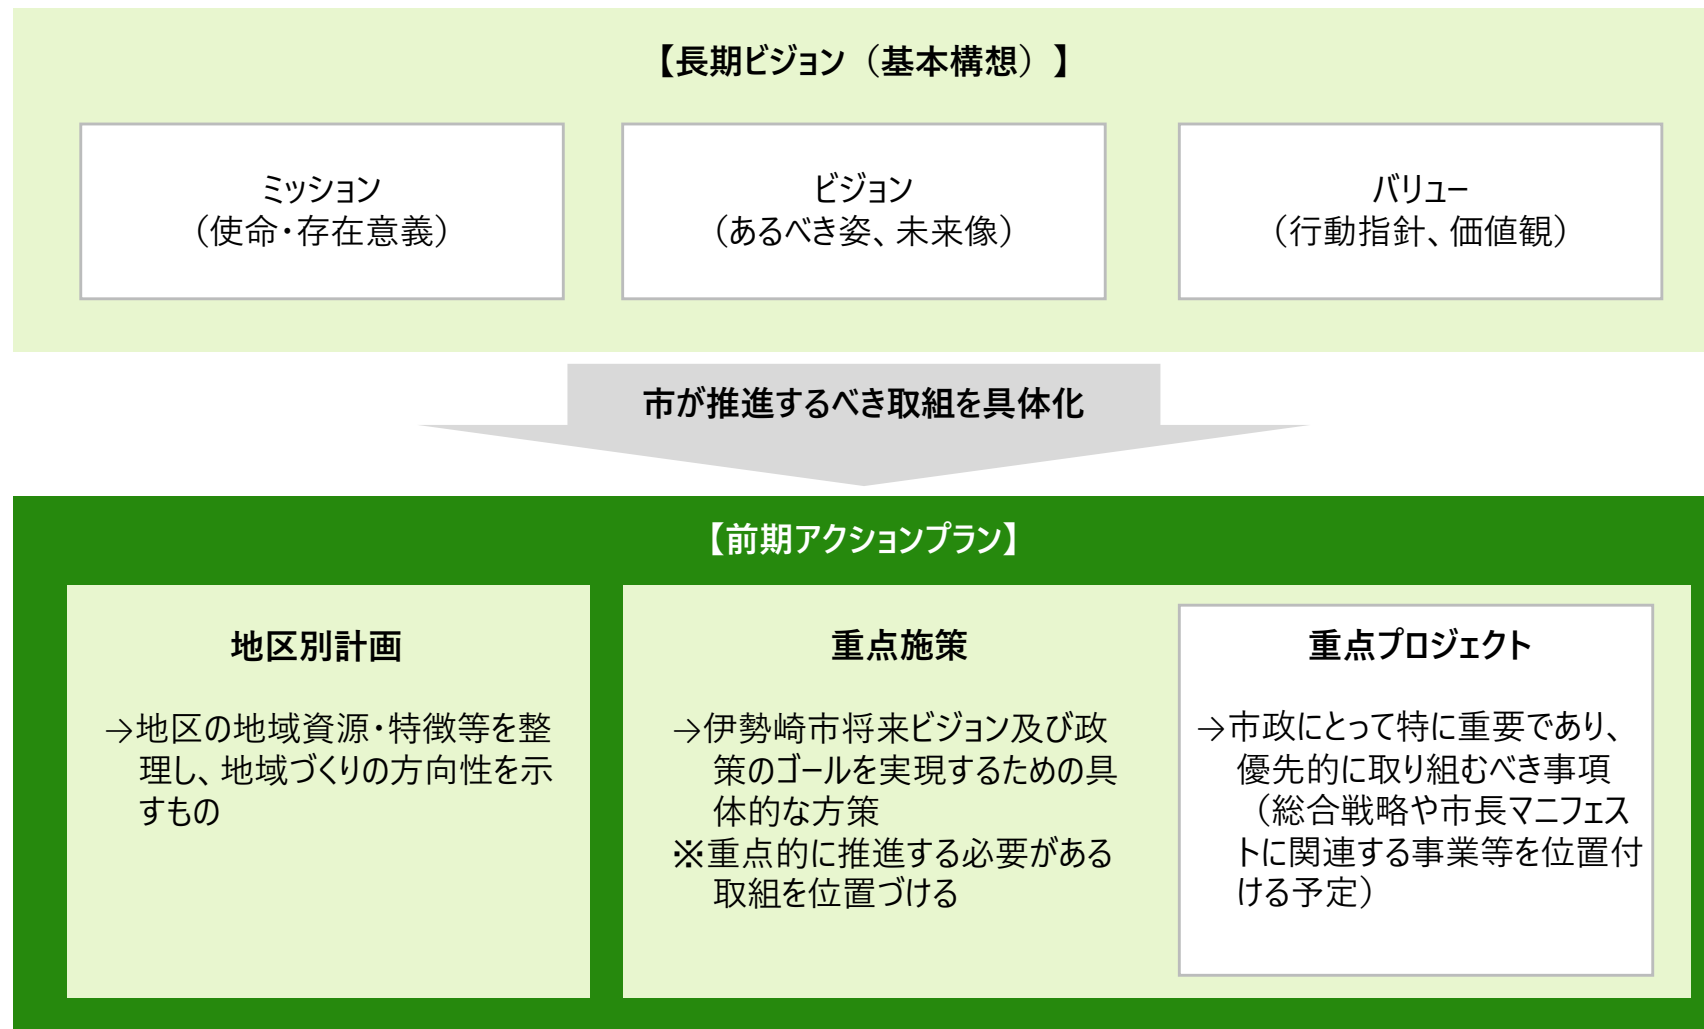 【長期ビジョン（基本構想）】
ミッション
（使命・存在意義）
ビジョン
（あるべき姿、未来像）
バリュー
（行動指針、価値観）
市が推進するべき取組を具体化
【前期アクションプラン】
地区別計画
→地区の地域資源・特徴等を整
理し、地域づくりの方向性を示
すもの
重点施策
→伊勢崎市将来ビジョン及び政
策のゴールを実現するための具
体的な方策
※重点的に推進する必要がある
取組を位置づける
重点プロジェクト
→市政にとって特に重要であり、
優先的に取り組むべき事項
（総合戦略や市長マニフェス
トに関連する事業等を位置付
ける予定）